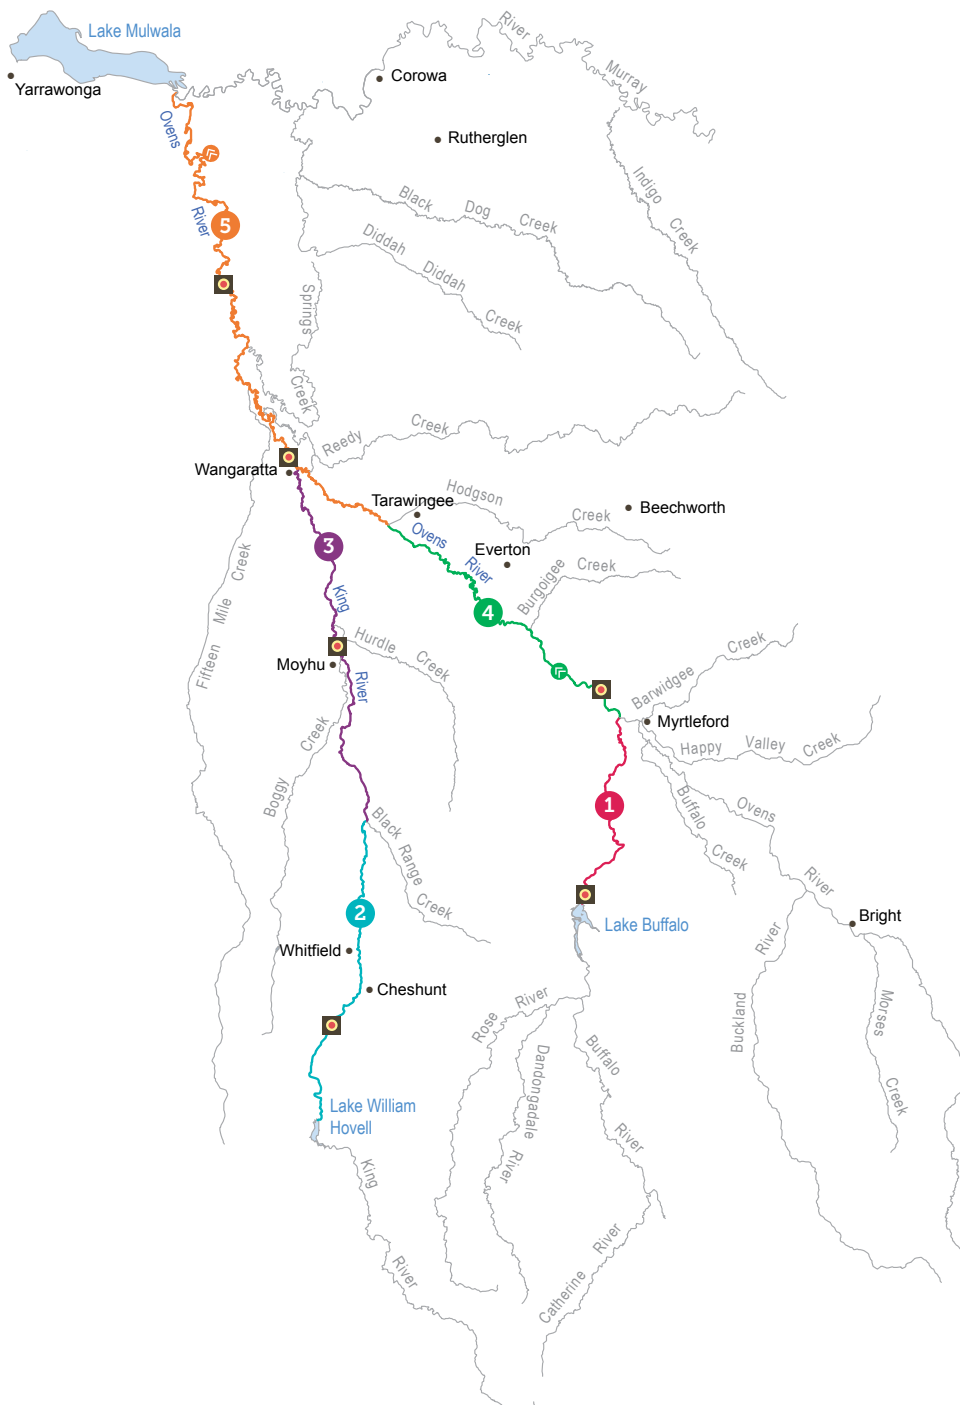 Lake Mulwala
Yarrawonga
Corowa
River
Murray
Rutherglen
Ovens
River
5
Black Dog Creek
Indigo Creek
Diddah Diddah Creek
Springs Creek
Reedy Creek
Wangaratta
Tarawingee
Hodgson Creek
Beechworth
Ovens River
Everton
Burgoigee Creek
3
King River
4
Fifteen Mile Creek
Moyhu
Hurdle Creek
Boggy Creek
Barwidgee Creek
Myrtleford
Happy Valley Creek
Buffalo Creek
Ovens River
1
Black Range Creek
2
Whitfield
Cheshunt
Lake Buffalo
Bright
Rose River
Dandongadale River
Buffalo River
Buckland River
Morses Creek
Lake William
Hovell
King River
Catherine River